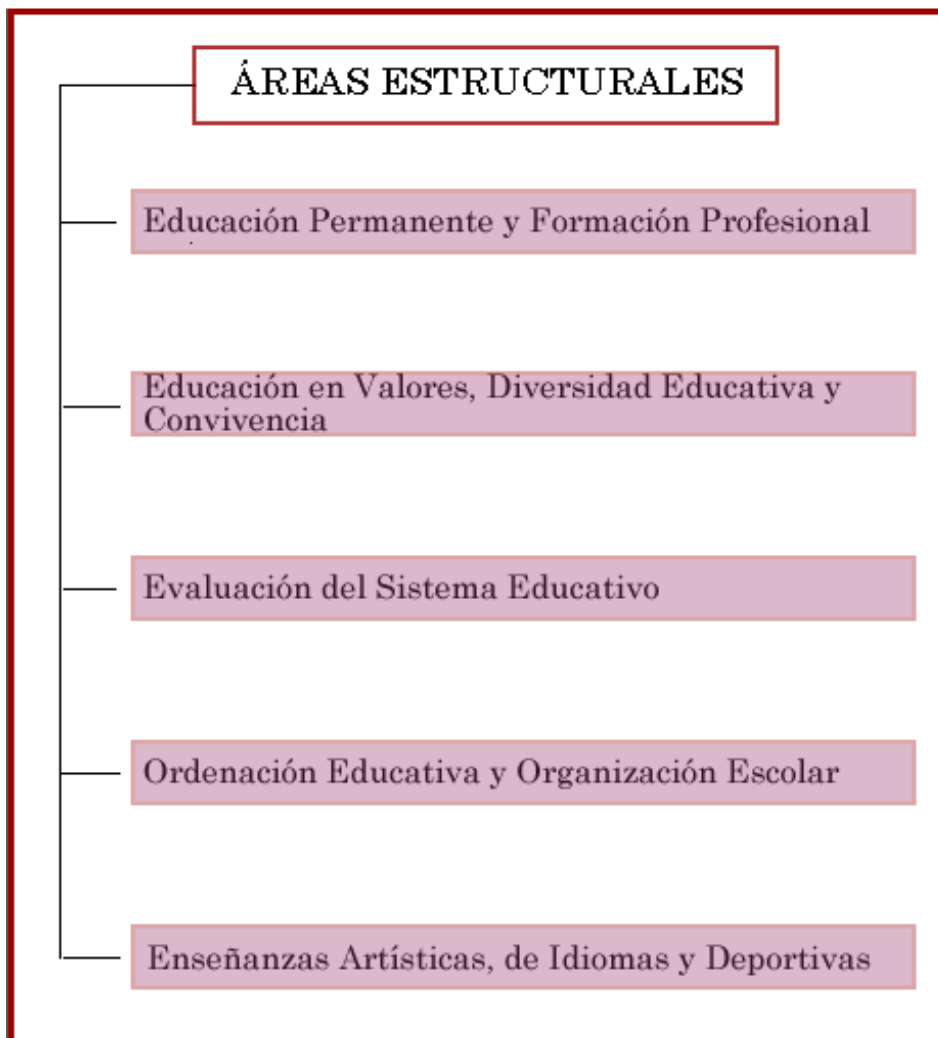 ÁREAS ESTRUCTURALES
Educación Permanente y Formación Profesional
Educación en Valores, Diversidad Educativa y
Convivencia
Evaluación del Sistema Educativo
Ordenación Educativa y Organización Escolar
Enseñanzas Artísticas, de Idiomas y Deportivas